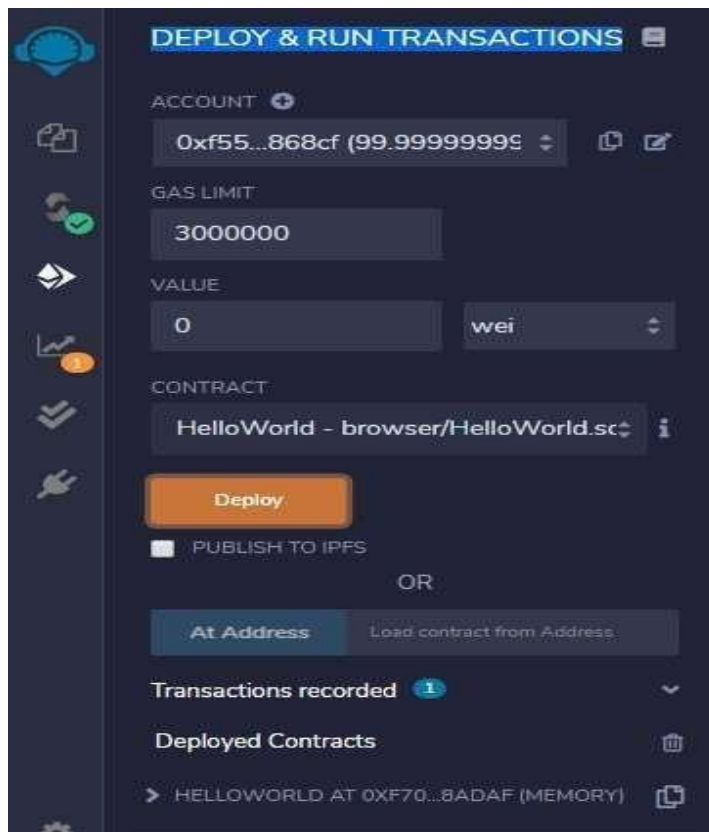 DEPLOY & RUN TRANSACTIONS
ACCOUNT
0xf55...868cf (99.99999999
GAS LIMIT
3000000
VALUE
0 wei
CONTRACT
HelloWorld - browser/HelloWorld.sc
Deploy
PUBLISH TO IPFS
OR
At Address Load contract from Address
Transactions recorded 1
Deployed Contracts
HELLOWORLD AT 0XF70...8ADAF (MEMORY)
1